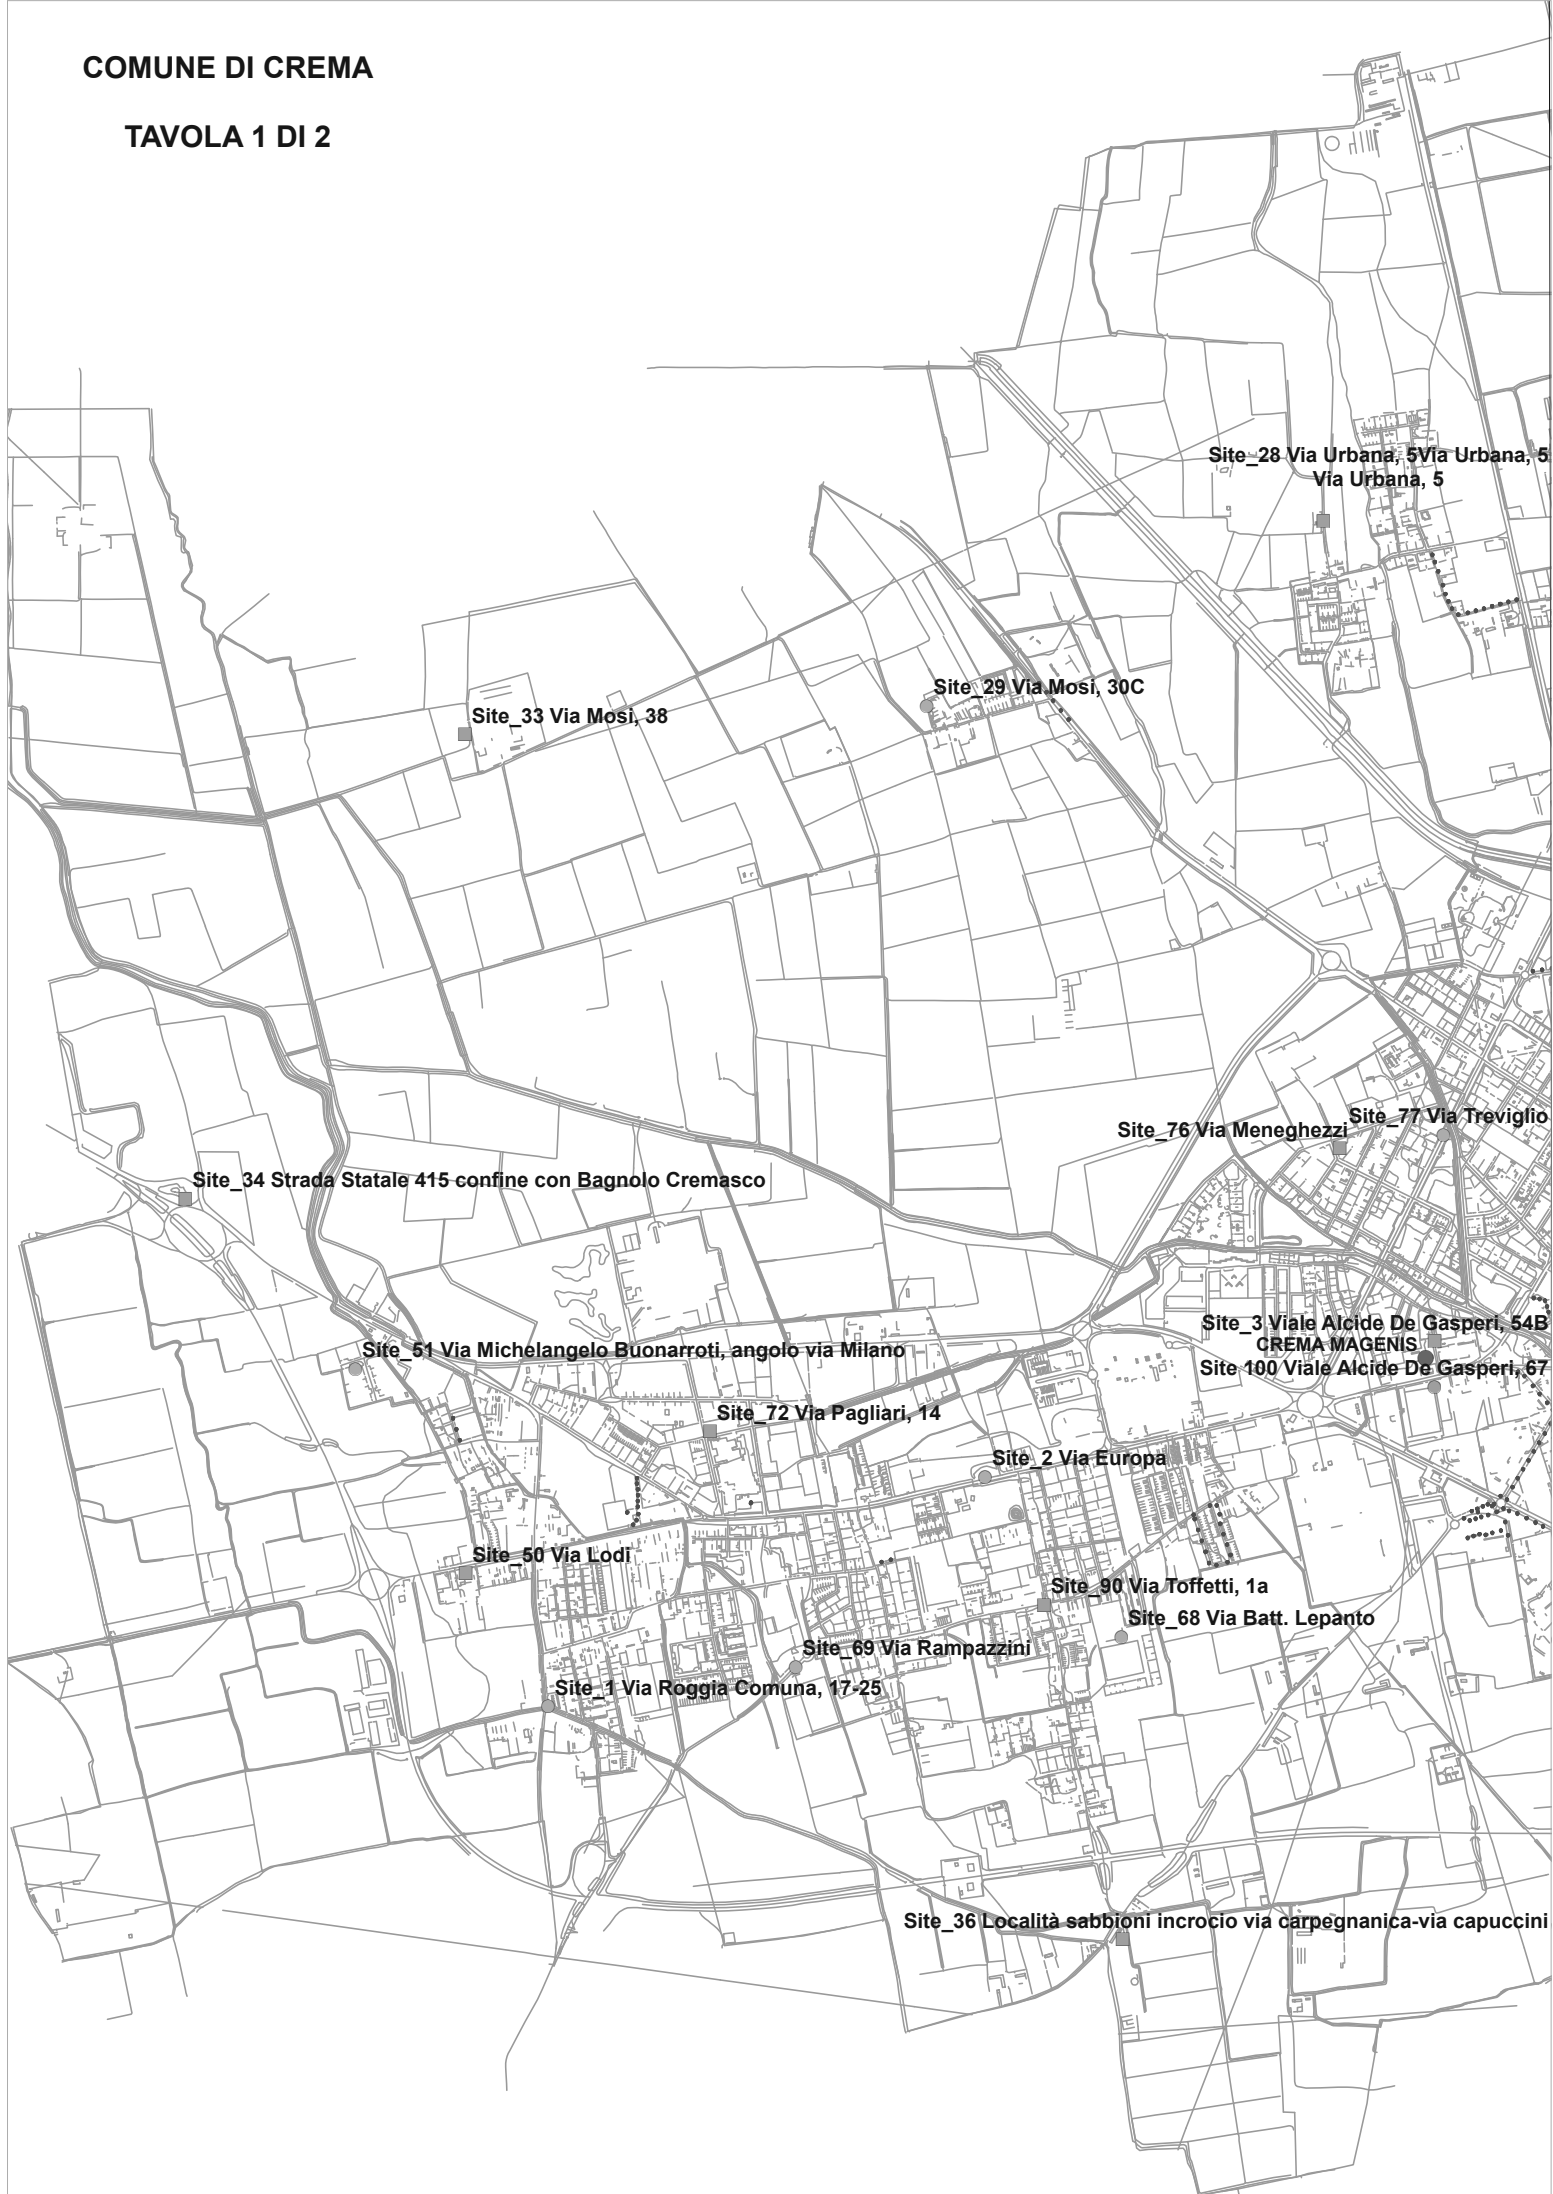 COMUNE DI CREMA
TAVOLA 1 DI 2
Site_28 Via Urbana, 5Via Urbana, 5
Via Urbana, 5
Site_29 Via Mosi, 30C
Site_33 Via Mosi, 38
Site_77 Via Treviglio
Site_76 Via Meneghezzi
Site_34 Strada Statale 415 confine con Bagnolo Cremasco
Site_3 Viale Alcide De Gasperi, 54B
CREMA MAGENIS
Site_51 Via Michelangelo Buonarroti, angolo via Milano
Site 100 Viale Alcide De Gasperi, 67
Site_72 Via Pagliari, 14
Site_2 Via Europa
Site_50 Via Lodi
Site_90 Via Toffetti, 1a
Site_68 Via Batt. Lepanto
Site_69 Via Rampazzini
Site_1 Via Roggia Comuna, 17-25
Site_36 Località sabbioni incrocio via carpegnanica-via capuccini